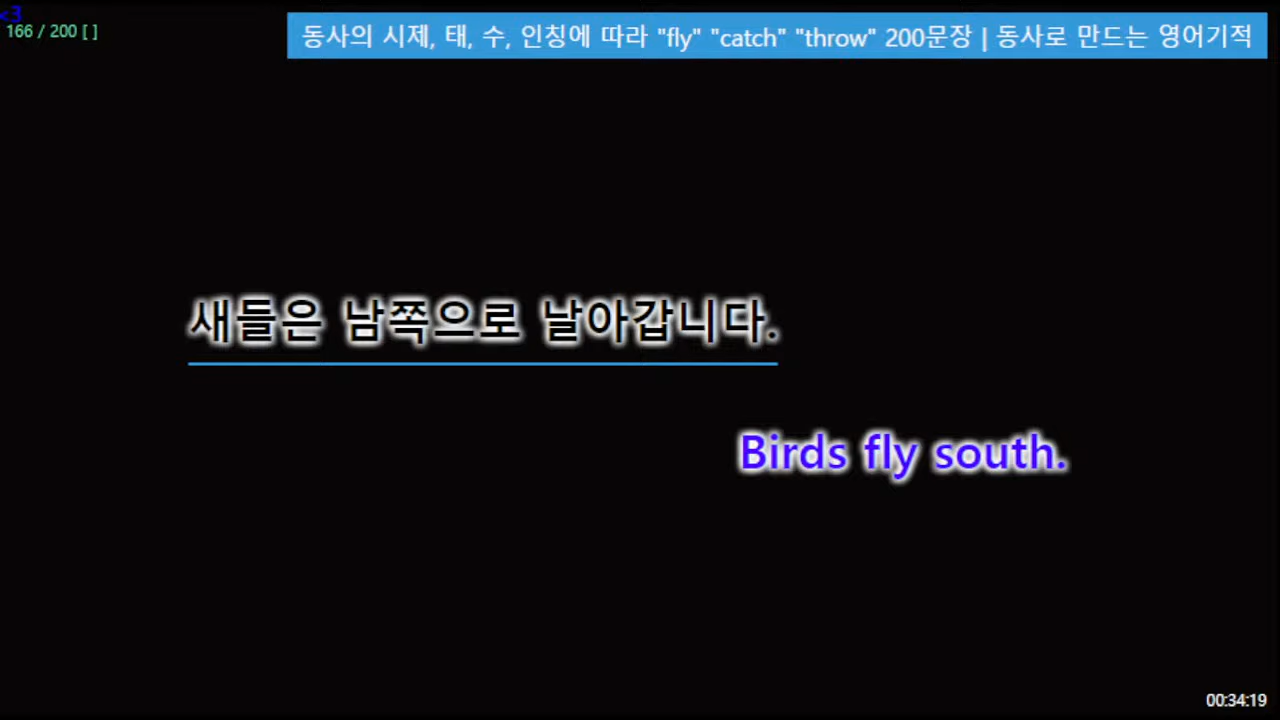 <3
166 / 200 [ ]
동사의 시제, 태, 수, 인칭에 따라 "fly" "catch" "throw" 200문장 | 동사로 만드는 영어기적
새들은 남쪽으로 날아갑니다.
Birds fly south.
00:34:19